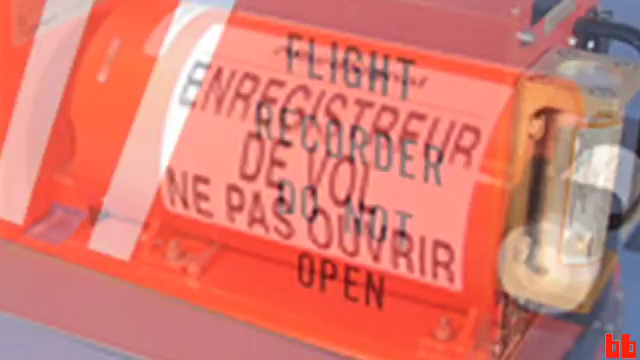 FLIGHT
ENREGISTREUR
RECORDER
DE VOL
DO NOT
NE PAS OUVRIR
OPEN
bb